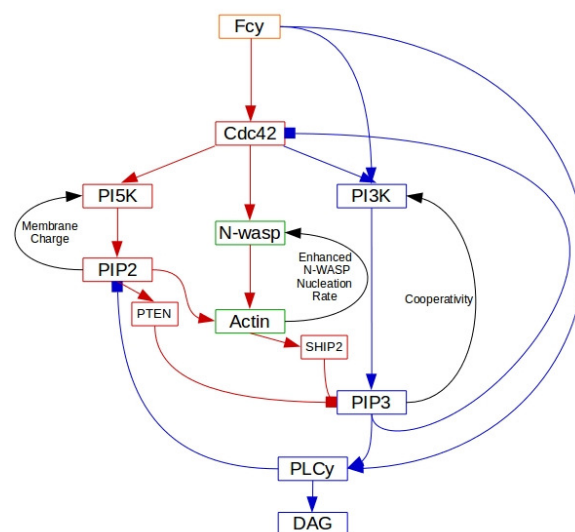 Fcy
Cdc42
PI5K
PI3K
Membrane
Charge
N-wasp
Enhanced
N-WASP
Nucleation
Rate
PIP2
Cooperativity
PTEN
Actin
SHIP2
PIP3
PLCy
DAG